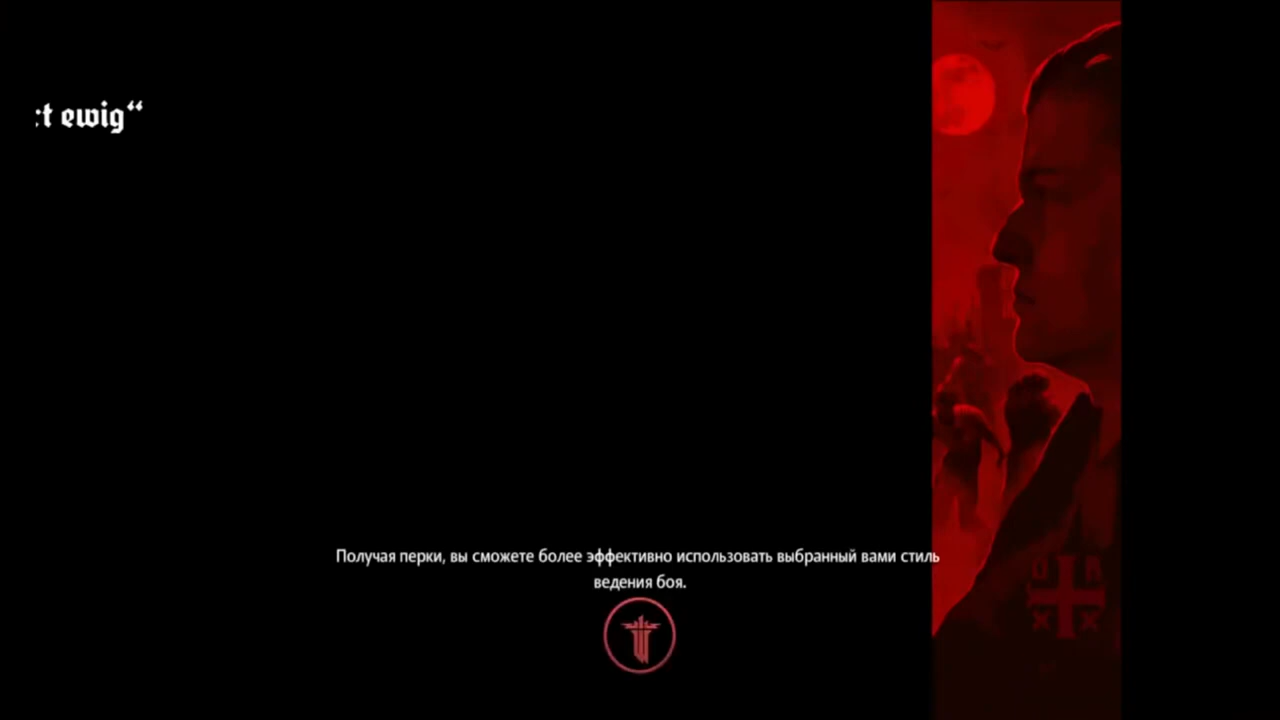 :t ewig“
Получая перки, вы сможете более эффективно использовать выбранный вами стиль
ведения боя.